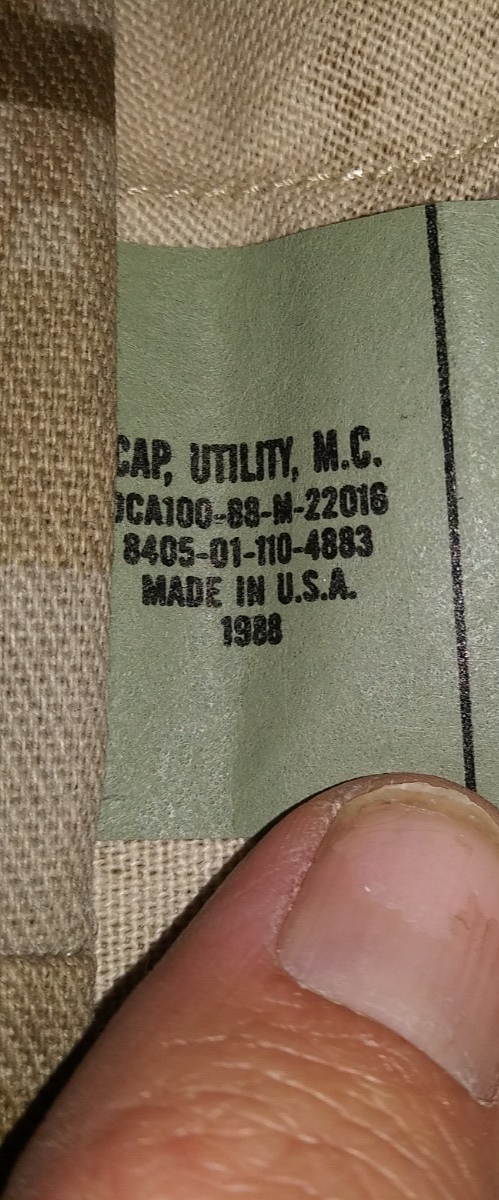 CAP, UTILITY, M.C.
DCA100-88-M-22016
8405-01-110-4883
MADE IN U.S.A.
1988